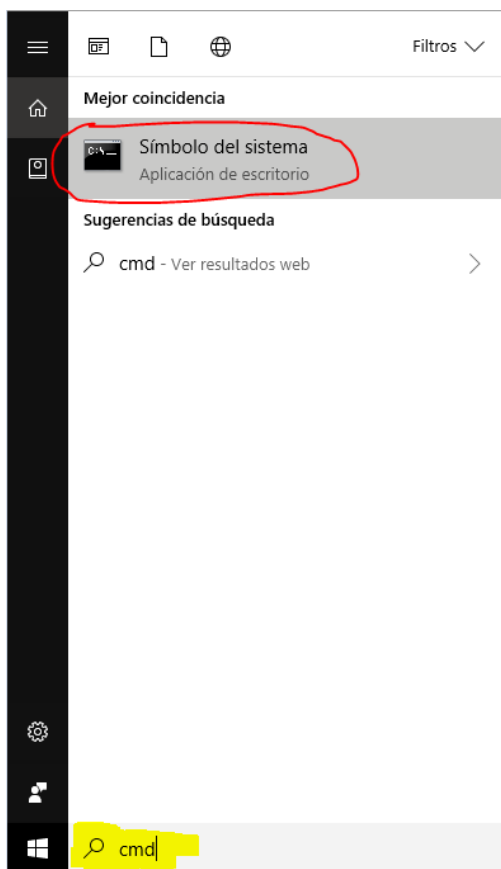 Filtros
Mejor coincidencia
C:\_
Símbolo del sistema
Aplicación de escritorio
Sugerencias de búsqueda
cmd - Ver resultados web
cmd